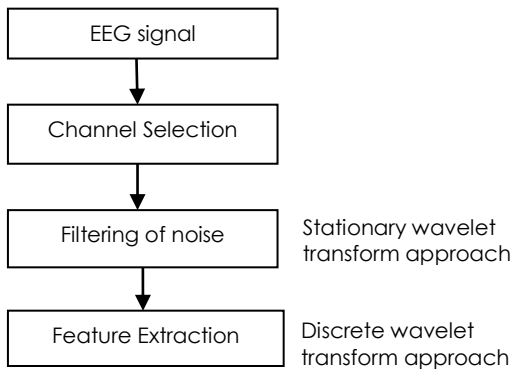 EEG signal
Channel Selection
Filtering of noise
Stationary wavelet
transform approach
Feature Extraction
Discrete wavelet
transform approach